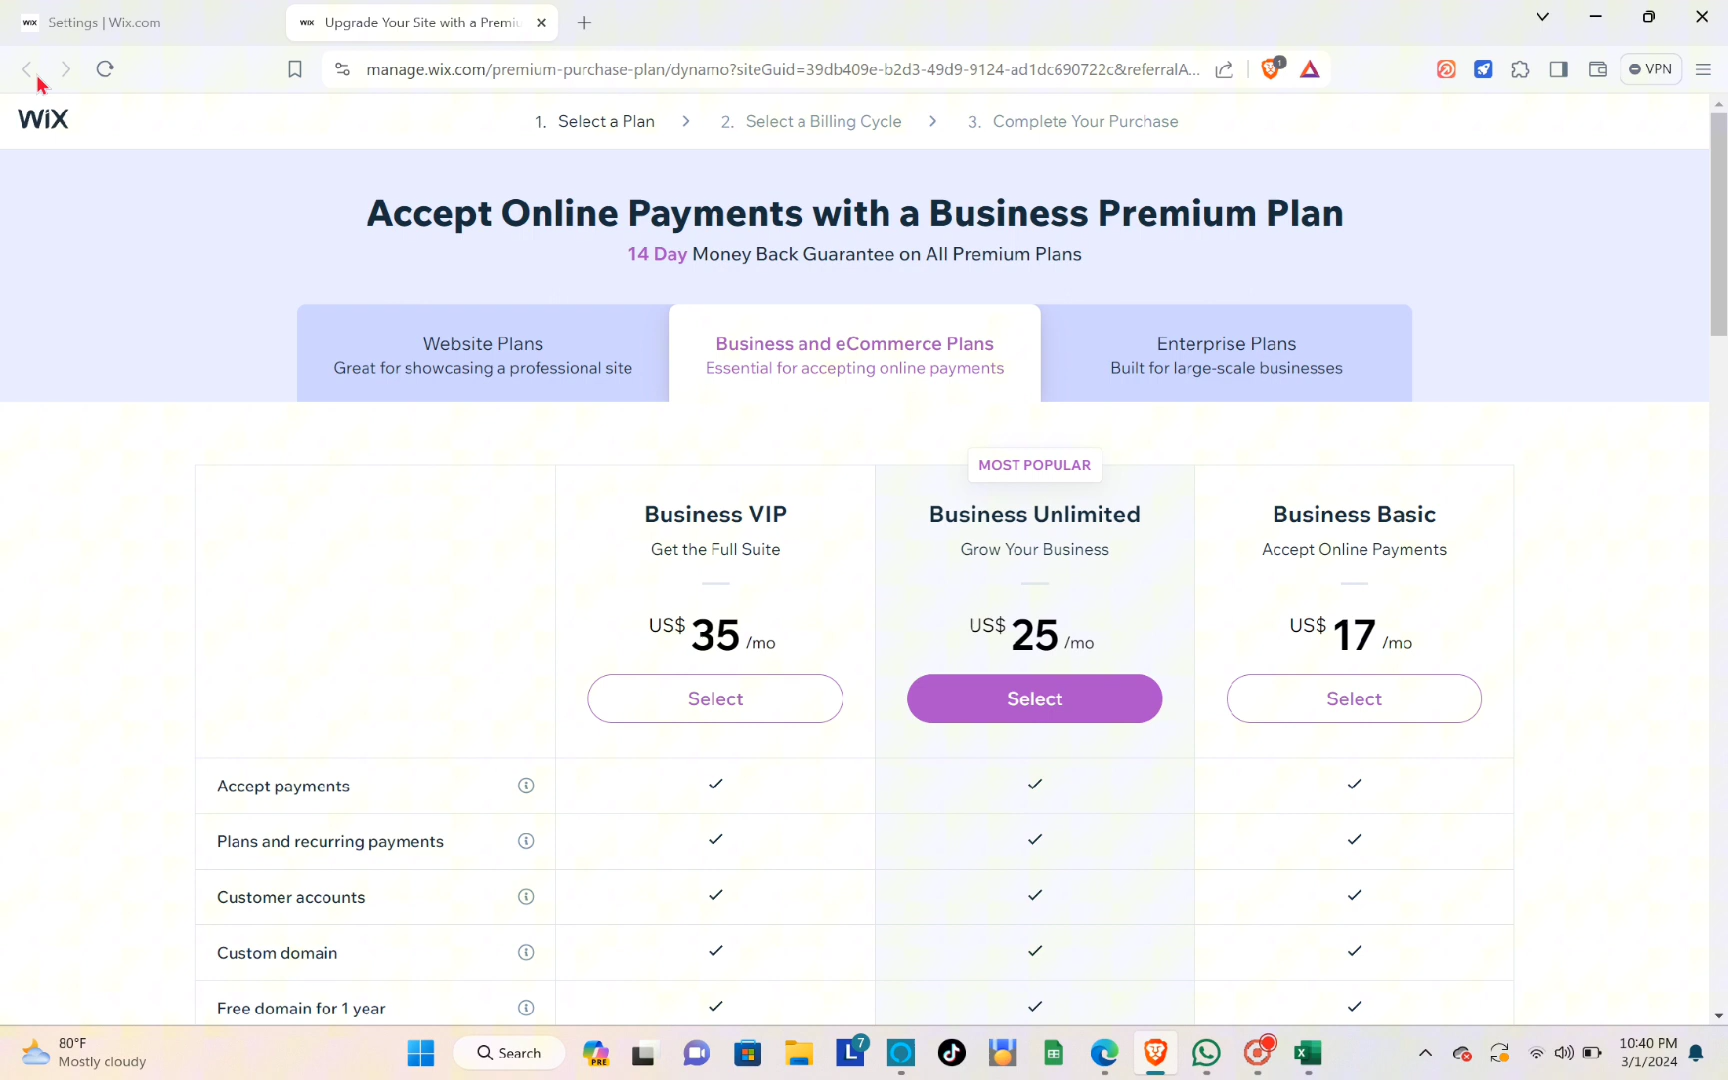 WIX Settings | Wix.com
WIX Upgrade Your Site with a Premiu
manage.wix.com/premium-purchase-plan/dynamo?siteGuid=39db409e-b2d3-49d9-9124-ad1dc690722c&referralA...
1
VPN
WiX
1. Select a Plan > 2. Select a Billing Cycle > 3. Complete Your Purchase
Accept Online Payments with a Business Premium Plan
14 Day Money Back Guarantee on All Premium Plans
Website Plans
Great for showcasing a professional site
Business and eCommerce Plans
Essential for accepting online payments
Enterprise Plans
Built for large-scale businesses
MOST POPULAR
Business VIP
Get the Full Suite
US$ 35 /mo
Select
Business Unlimited
Grow Your Business
US$ 25 /mo
Select
Business Basic
Accept Online Payments
US$ 17 /mo
Select
Accept payments
Plans and recurring payments
Customer accounts
Custom domain
Free domain for 1 year
80°F
Mostly cloudy
Search
PRE
L 7
X
10:40 PM
3/1/2024